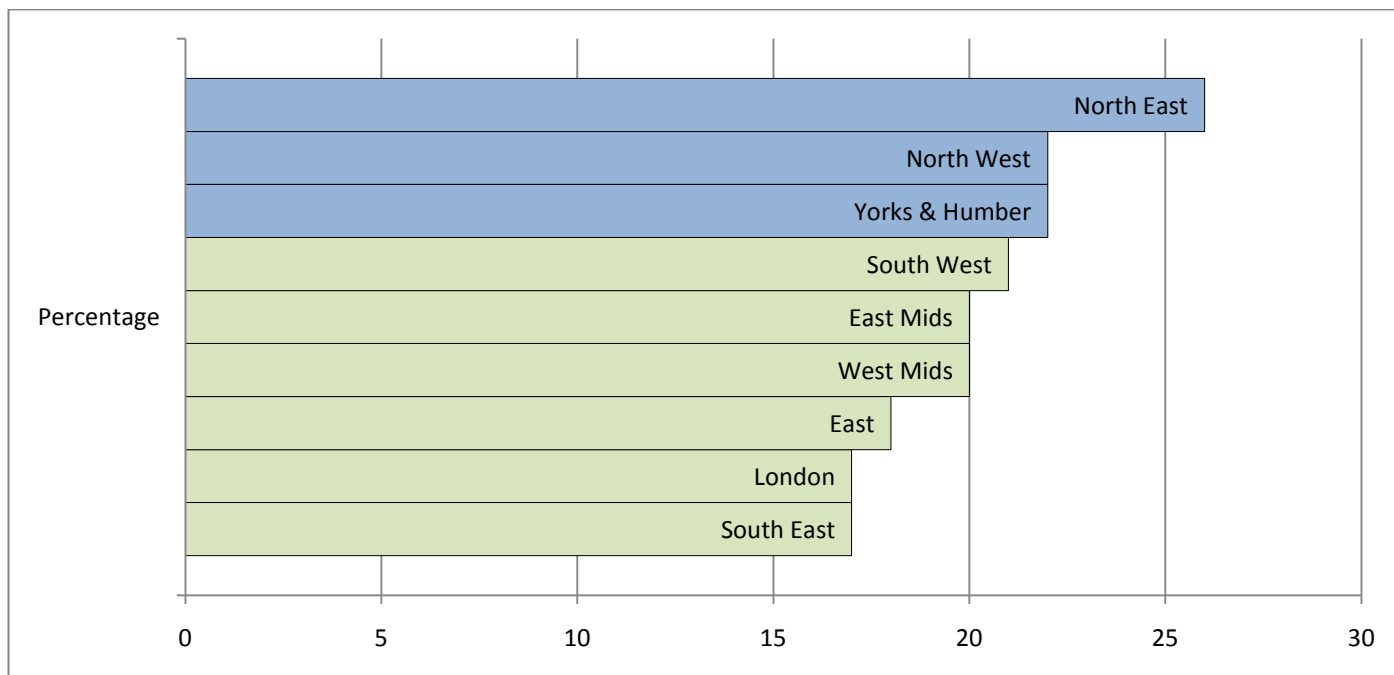 North East
North West
Yorks & Humber
South West
East Mids
Percentage
West Mids
East
London
South East
0 5 10 15 20 25 30